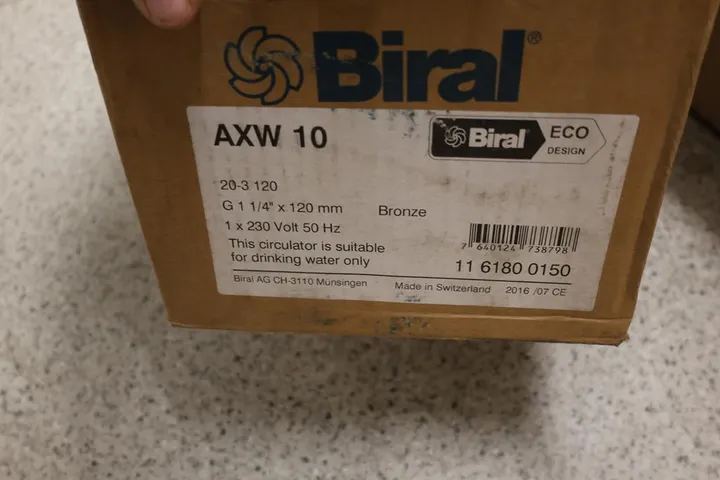 Biral®
AXW 10
Biral ECO DESIGN
20-3 120
G 1 1/4" x 120 mm Bronze
1 x 230 Volt 50 Hz
This circulator is suitable
for drinking water only
7 640124 738798
11 6180 0150
Biral AG CH-3110 Münsingen Made in Switzerland 2016 /07 CE